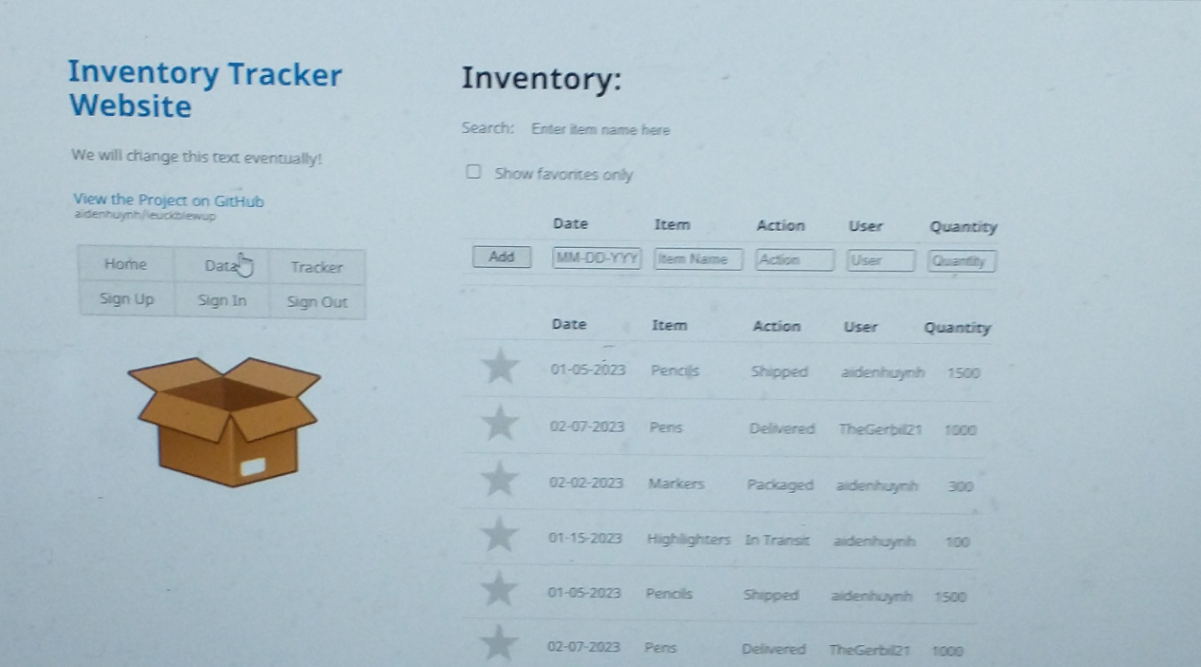 Inventory Tracker
Website
We will change this text eventually!
View the Project on GitHub
aidenhuynh/leuckblewup
Home Data Tracker
Sign Up Sign In Sign Out
Inventory:
Search: Enter item name here
Show favorites only
Date Item Action User Quantity
Add MM-DD-YYY Item Name Action User Quantity
Date Item Action User Quantity
01-05-2023 Pencils Shipped aidenhuynh 1500
02-07-2023 Pens Delivered TheGerbil21 1000
02-02-2023 Markers Packaged aidenhuynh 300
01-15-2023 Highlighters In Transit aidenhuynh 100
01-05-2023 Pencils Shipped aidenhuynh 1500
02-07-2023 Pens Delivered TheGerbil21 1000